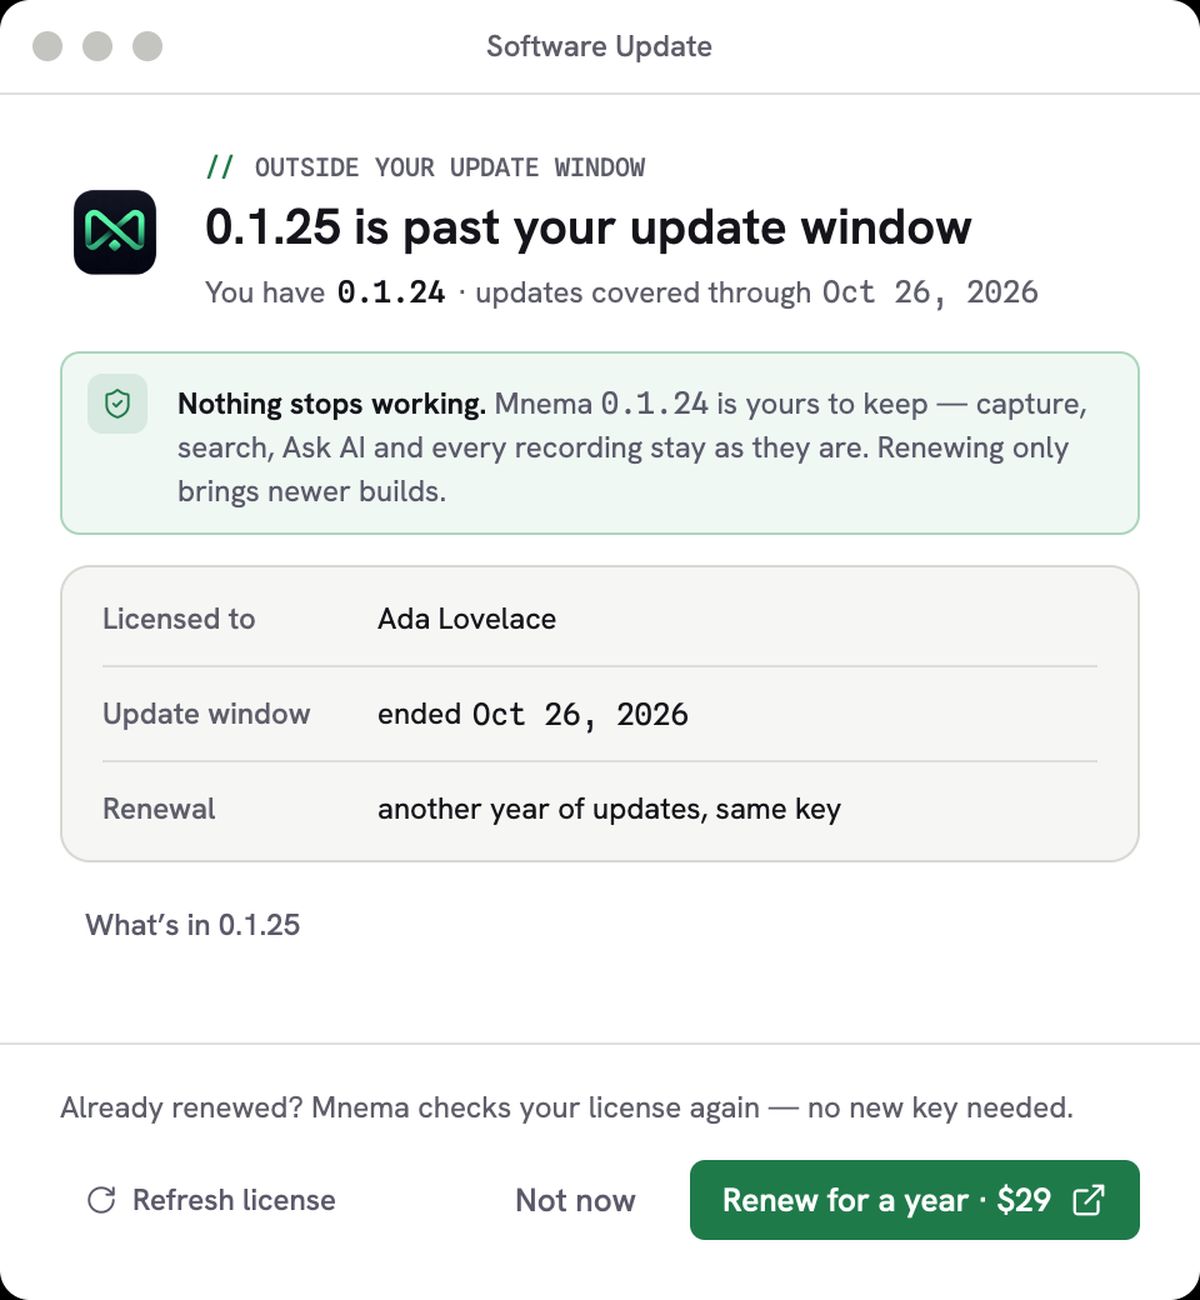 Software Update
// OUTSIDE YOUR UPDATE WINDOW
0.1.25 is past your update window
You have 0.1.24 · updates covered through Oct 26, 2026
Nothing stops working. Mnema 0.1.24 is yours to keep — capture,
search, Ask AI and every recording stay as they are. Renewing only
brings newer builds.
Licensed to Ada Lovelace
Update window ended Oct 26, 2026
Renewal another year of updates, same key
What’s in 0.1.25
Already renewed? Mnema checks your license again — no new key needed.
Refresh license Not now Renew for a year · $29